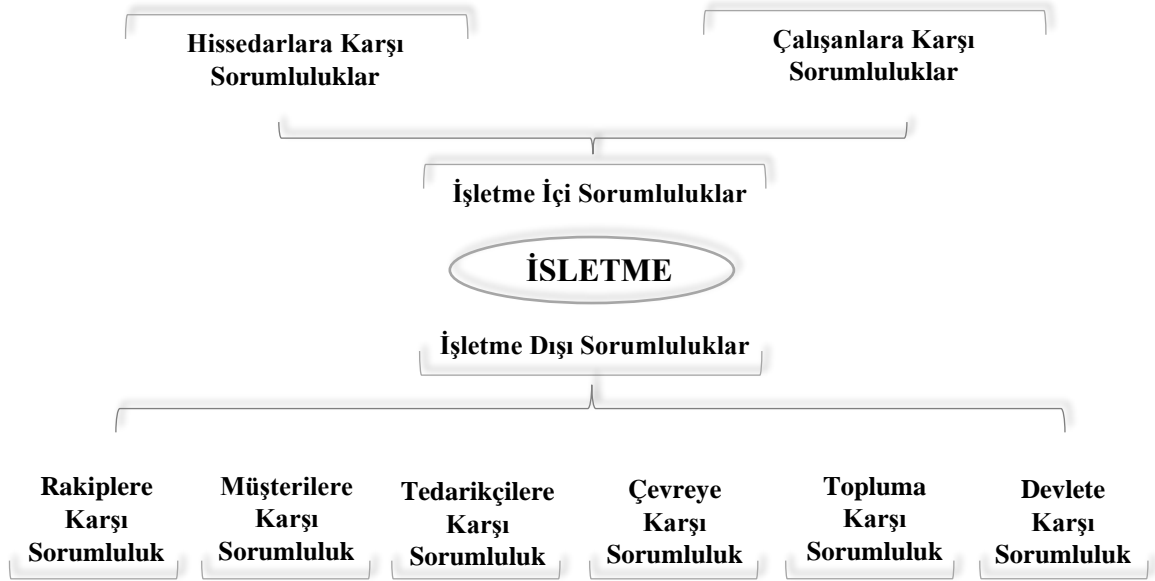 Hissedarlara Karşı
Sorumluluklar
Çalışanlara Karşı
Sorumluluklar
İşletme İçi Sorumluluklar
İSLETME
İşletme Dışı Sorumluluklar
Rakiplere
Karşı
Sorumluluk
Müşterilere
Karşı
Sorumluluk
Tedarikçilere
Karşı
Sorumluluk
Çevreye
Karşı
Sorumluluk
Topluma
Karşı
Sorumluluk
Devlete
Karşı
Sorumluluk